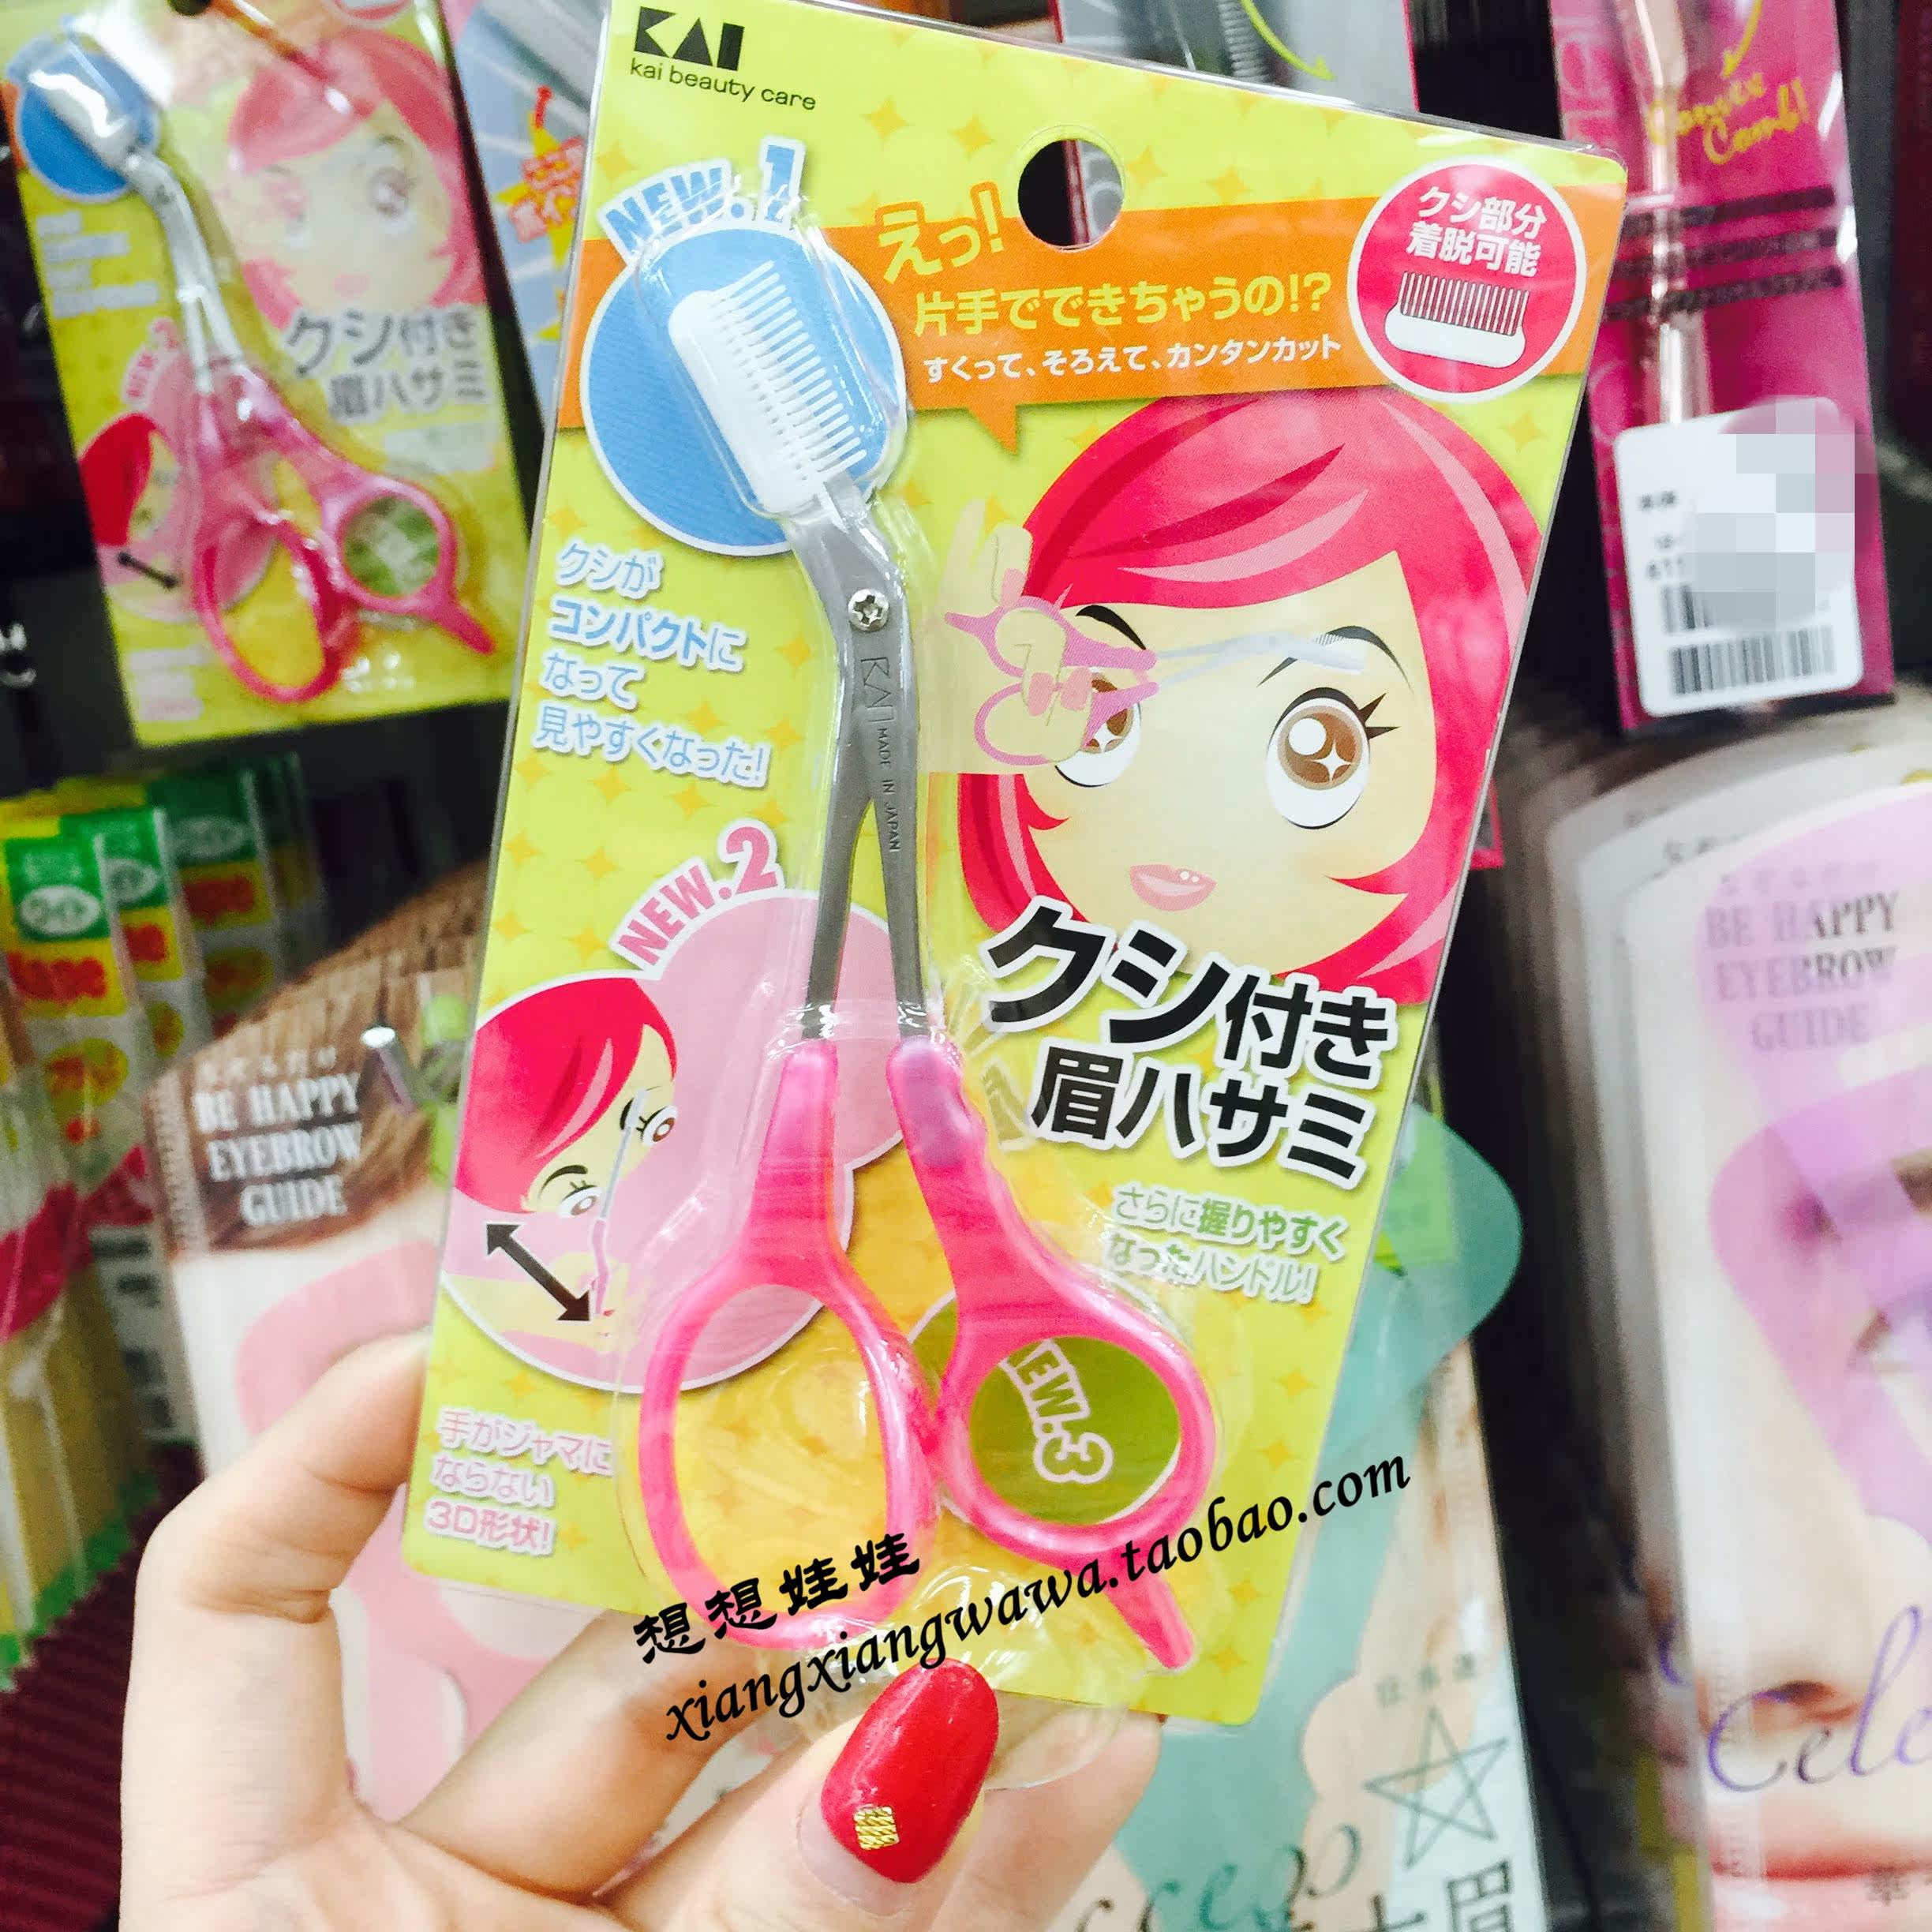 KAI
kai beauty care
NEW.1
えっ!
片手でできちゃうの!?
すくって、そろえて、カンタンカット
クシ部分
着脱可能
クシが
コンパクトに
なって
見やすくなった!
KAI MADE IN JAPAN
NEW.2
クシ付き
眉ハサミ
さらに握りやすく
なったハンドル!
NEW.3
手がジャマに
ならない
3D形状!
想想娃娃
xiangxiangwawa.taobao.com
クシ付き
眉ハサミ
NEW.2
BE HAPPY
EYEBROW
GUIDE
BE HAPPY
EYEBROW
GUIDE
ワイド
Comb!